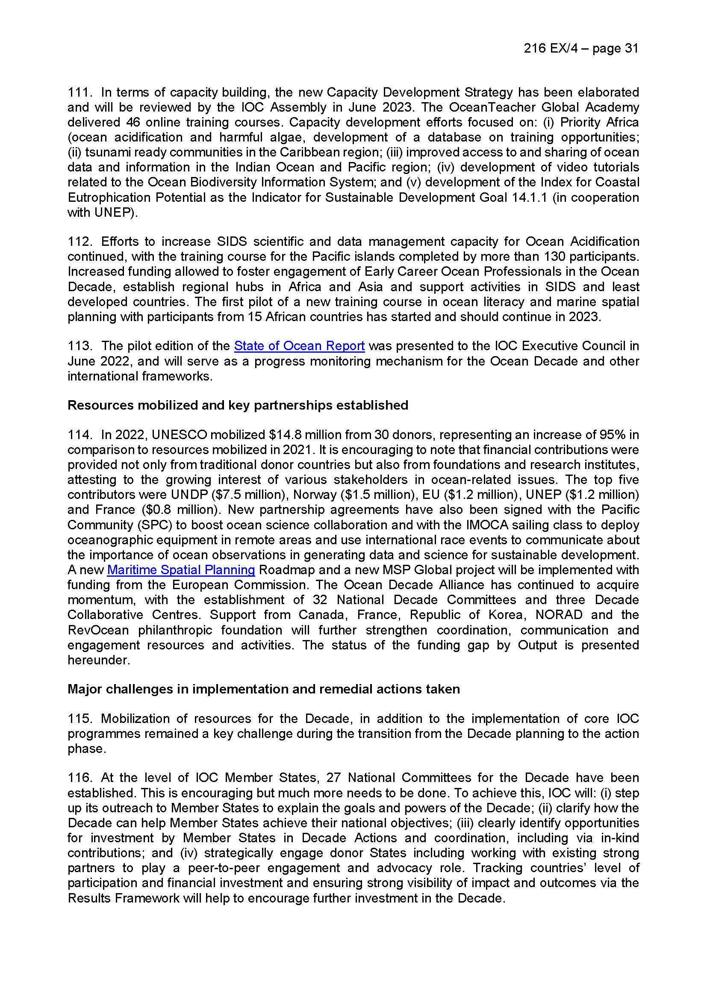 216 EX/4 – page 31
111. In terms of capacity building, the new Capacity Development Strategy has been elaborated
and will be reviewed by the IOC Assembly in June 2023. The OceanTeacher Global Academy
delivered 46 online training courses. Capacity development efforts focused on: (i) Priority Africa
(ocean acidification and harmful algae, development of a database on training opportunities;
(ii) tsunami ready communities in the Caribbean region; (iii) improved access to and sharing of ocean
data and information in the Indian Ocean and Pacific region; (iv) development of video tutorials
related to the Ocean Biodiversity Information System; and (v) development of the Index for Coastal
Eutrophication Potential as the Indicator for Sustainable Development Goal 14.1.1 (in cooperation
with UNEP).
112. Efforts to increase SIDS scientific and data management capacity for Ocean Acidification
continued, with the training course for the Pacific islands completed by more than 130 participants.
Increased funding allowed to foster engagement of Early Career Ocean Professionals in the Ocean
Decade, establish regional hubs in Africa and Asia and support activities in SIDS and least
developed countries. The first pilot of a new training course in ocean literacy and marine spatial
planning with participants from 15 African countries has started and should continue in 2023.
113. The pilot edition of the State of Ocean Report was presented to the IOC Executive Council in
June 2022, and will serve as a progress monitoring mechanism for the Ocean Decade and other
international frameworks.
Resources mobilized and key partnerships established
114. In 2022, UNESCO mobilized $14.8 million from 30 donors, representing an increase of 95% in
comparison to resources mobilized in 2021. It is encouraging to note that financial contributions were
provided not only from traditional donor countries but also from foundations and research institutes,
attesting to the growing interest of various stakeholders in ocean-related issues. The top five
contributors were UNDP ($7.5 million), Norway ($1.5 million), EU ($1.2 million), UNEP ($1.2 million)
and France ($0.8 million). New partnership agreements have also been signed with the Pacific
Community (SPC) to boost ocean science collaboration and with the IMOCA sailing class to deploy
oceanographic equipment in remote areas and use international race events to communicate about
the importance of ocean observations in generating data and science for sustainable development.
A new Maritime Spatial Planning Roadmap and a new MSP Global project will be implemented with
funding from the European Commission. The Ocean Decade Alliance has continued to acquire
momentum, with the establishment of 32 National Decade Committees and three Decade
Collaborative Centres. Support from Canada, France, Republic of Korea, NORAD and the
RevOcean philanthropic foundation will further strengthen coordination, communication and
engagement resources and activities. The status of the funding gap by Output is presented
hereunder.
Major challenges in implementation and remedial actions taken
115. Mobilization of resources for the Decade, in addition to the implementation of core IOC
programmes remained a key challenge during the transition from the Decade planning to the action
phase.
116. At the level of IOC Member States, 27 National Committees for the Decade have been
established. This is encouraging but much more needs to be done. To achieve this, IOC will: (i) step
up its outreach to Member States to explain the goals and powers of the Decade; (ii) clarify how the
Decade can help Member States achieve their national objectives; (iii) clearly identify opportunities
for investment by Member States in Decade Actions and coordination, including via in-kind
contributions; and (iv) strategically engage donor States including working with existing strong
partners to play a peer-to-peer engagement and advocacy role. Tracking countries’ level of
participation and financial investment and ensuring strong visibility of impact and outcomes via the
Results Framework will help to encourage further investment in the Decade.